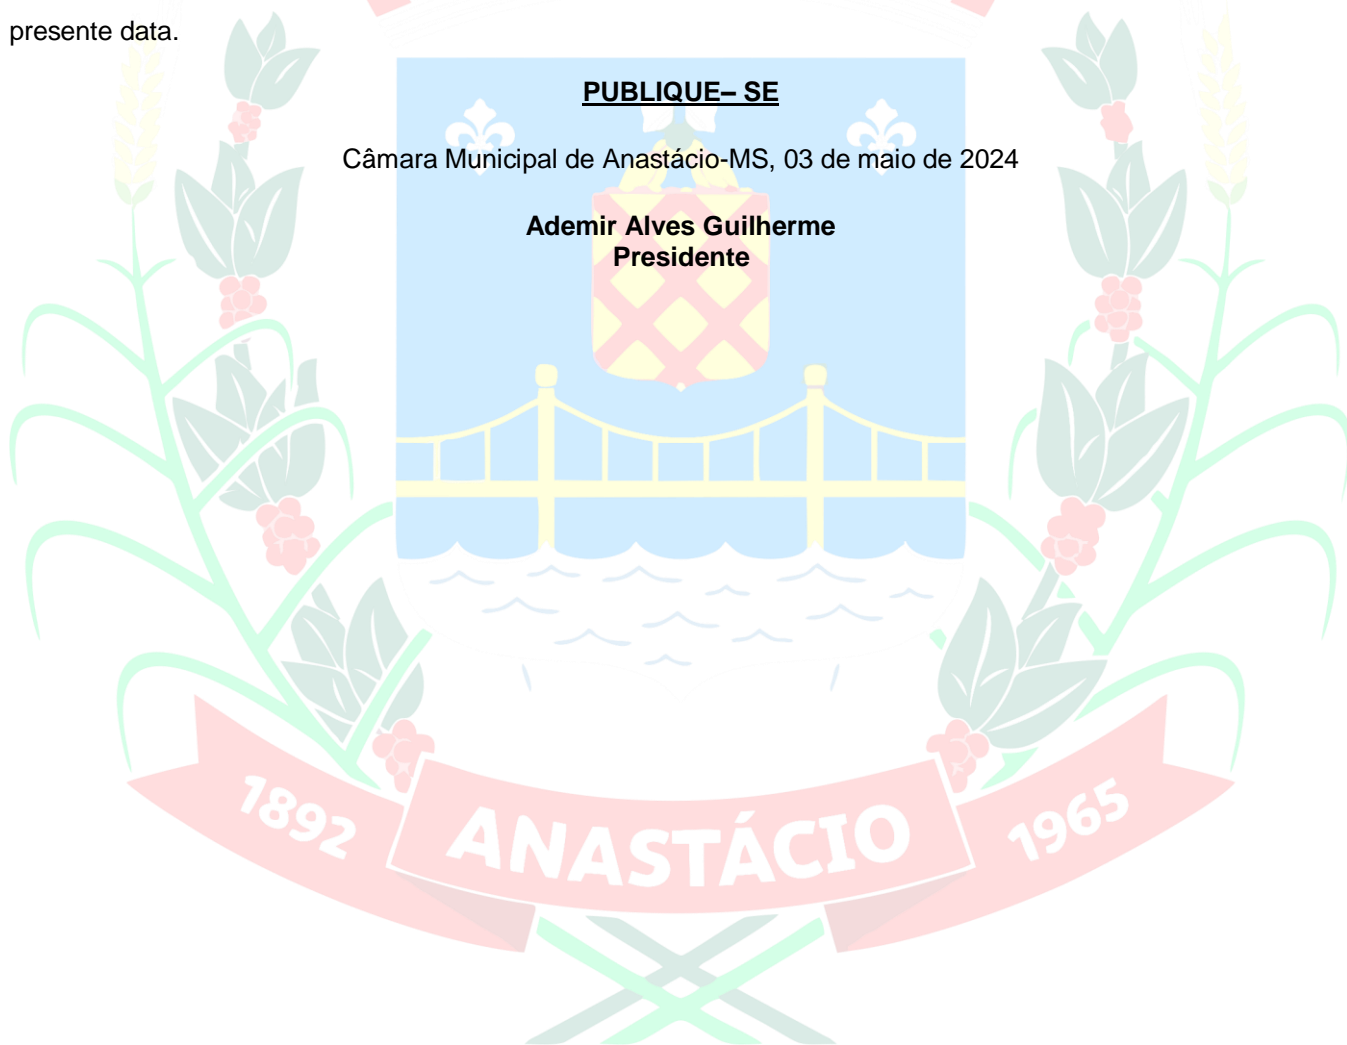 presente data.
PUBLIQUE– SE
Câmara Municipal de Anastácio-MS, 03 de maio de 2024
Ademir Alves Guilherme
Presidente
1892
ANASTÁCIO
1965